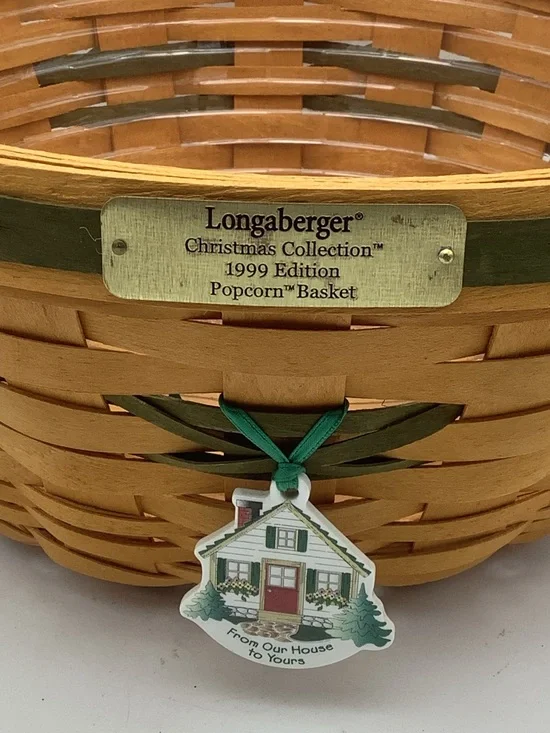 Longaberger®
Christmas Collection™
1999 Edition
Popcorn™ Basket
From Our House
to Yours